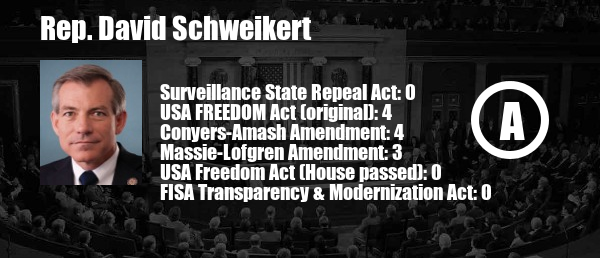 Rep. David Schweikert
Surveillance State Repeal Act: 0
USA FREEDOM Act (original): 4
Conyers-Amash Amendment: 4
Massie-Lofgren Amendment: 3
USA Freedom Act (House passed): 0
FISA Transparency & Modernization Act: 0
A